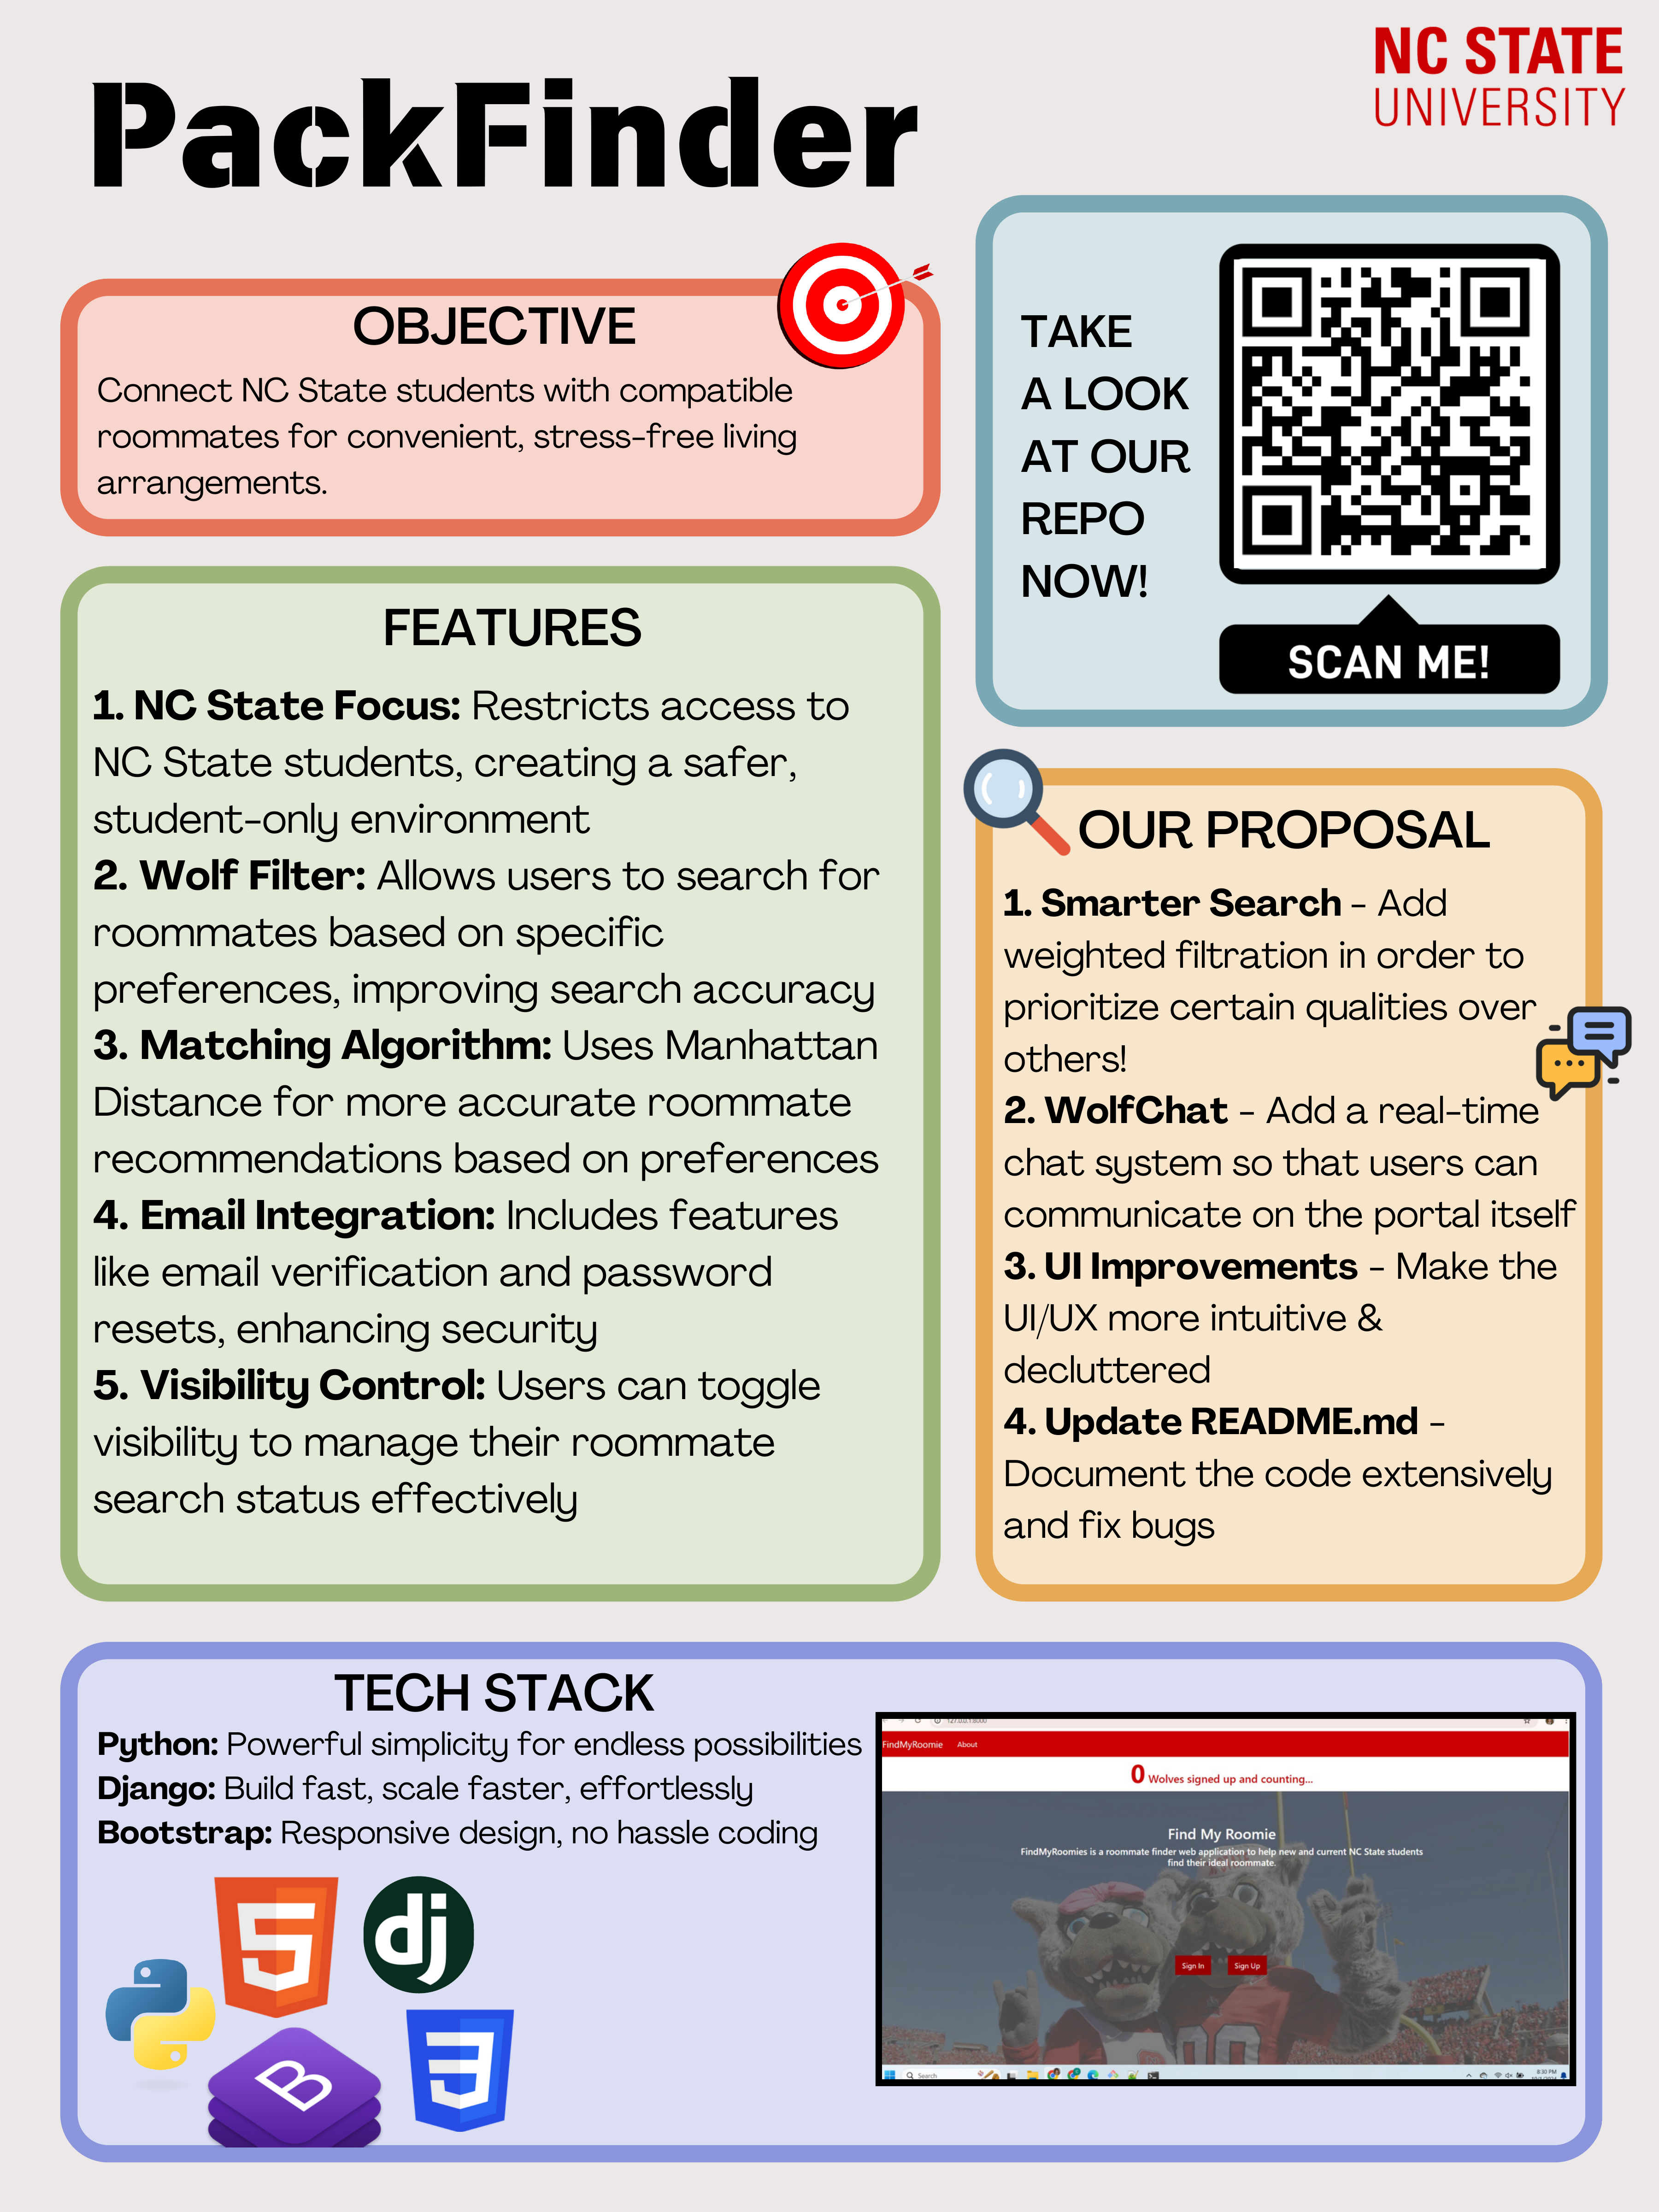 NC STATE
UNIVERSITY
PackFinder
OBJECTIVE
Connect NC State students with compatible
roommates for convenient, stress-free living
arrangements.
TAKE
A LOOK
AT OUR
REPO
NOW!
SCAN ME!
FEATURES
1. NC State Focus: Restricts access to
NC State students, creating a safer,
student-only environment
2. Wolf Filter: Allows users to search for
roommates based on specific
preferences, improving search accuracy
3. Matching Algorithm: Uses Manhattan
Distance for more accurate roommate
recommendations based on preferences
4. Email Integration: Includes features
like email verification and password
resets, enhancing security
5. Visibility Control: Users can toggle
visibility to manage their roommate
search status effectively
OUR PROPOSAL
1. Smarter Search - Add
weighted filtration in order to
prioritize certain qualities over
others!
2. WolfChat - Add a real-time
chat system so that users can
communicate on the portal itself
3. UI Improvements - Make the
UI/UX more intuitive &
decluttered
4. Update README.md -
Document the code extensively
and fix bugs
TECH STACK
Python: Powerful simplicity for endless possibilities
Django: Build fast, scale faster, effortlessly
Bootstrap: Responsive design, no hassle coding
5
dj
B
3
127.0.0.1:8000
FindMyRoomie About
0 Wolves signed up and counting...
Find My Roomie
FindMyRoomies is a roommate finder web application to help new and current NC State students
find their ideal roommate.
Sign In Sign Up
Search
8:30 PM